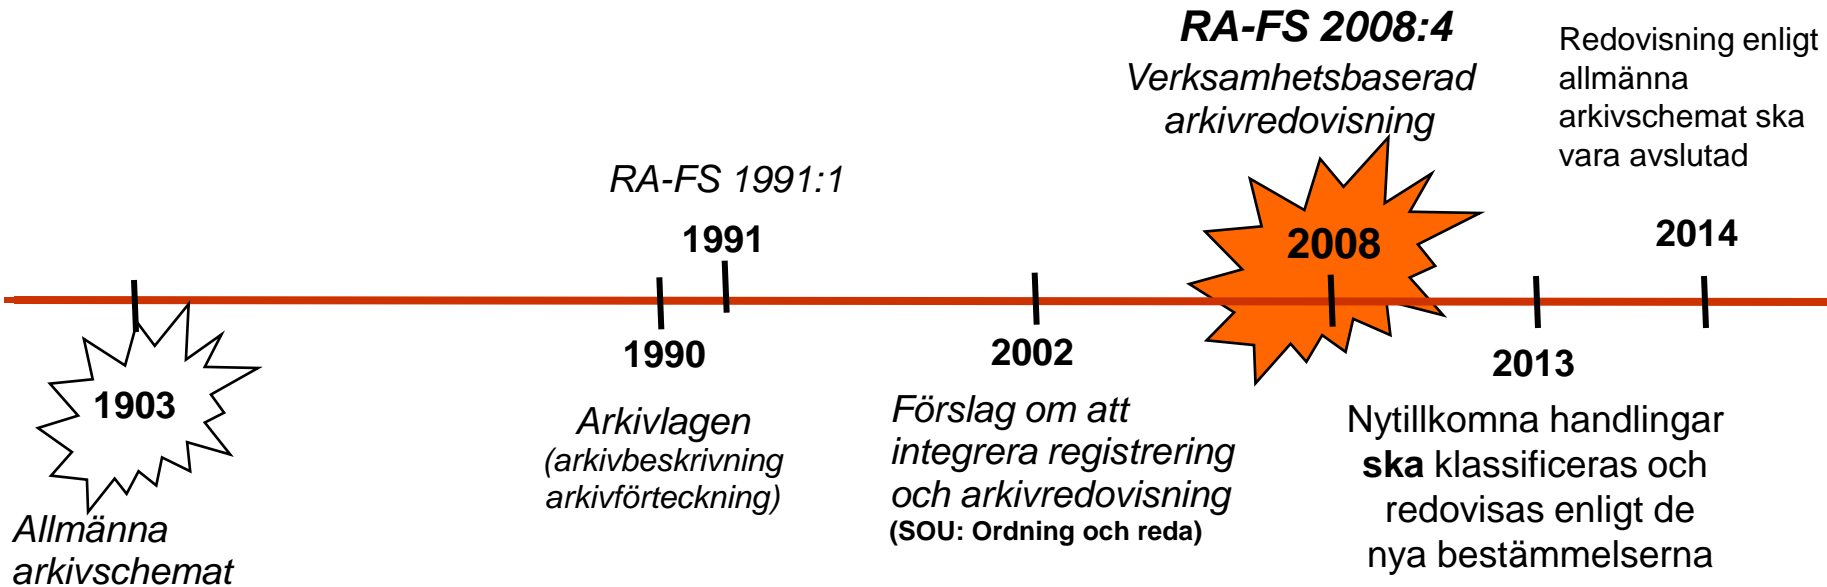 1903
Allmänna
arkivschemat
1990
Arkivlagen
(arkivbeskrivning
arkivförteckning)
RA-FS 1991:1
1991
2002
Förslag om att
integrera registrering
och arkivredovisning
(SOU: Ordning och reda)
RA-FS 2008:4
Verksamhetsbaserad
arkivredovisning
2008
2013
Nytillkomna handlingar
ska klassificeras och
redovisas enligt de
nya bestämmelserna
Redovisning enligt
allmänna
arkivschemat ska
vara avslutad
2014